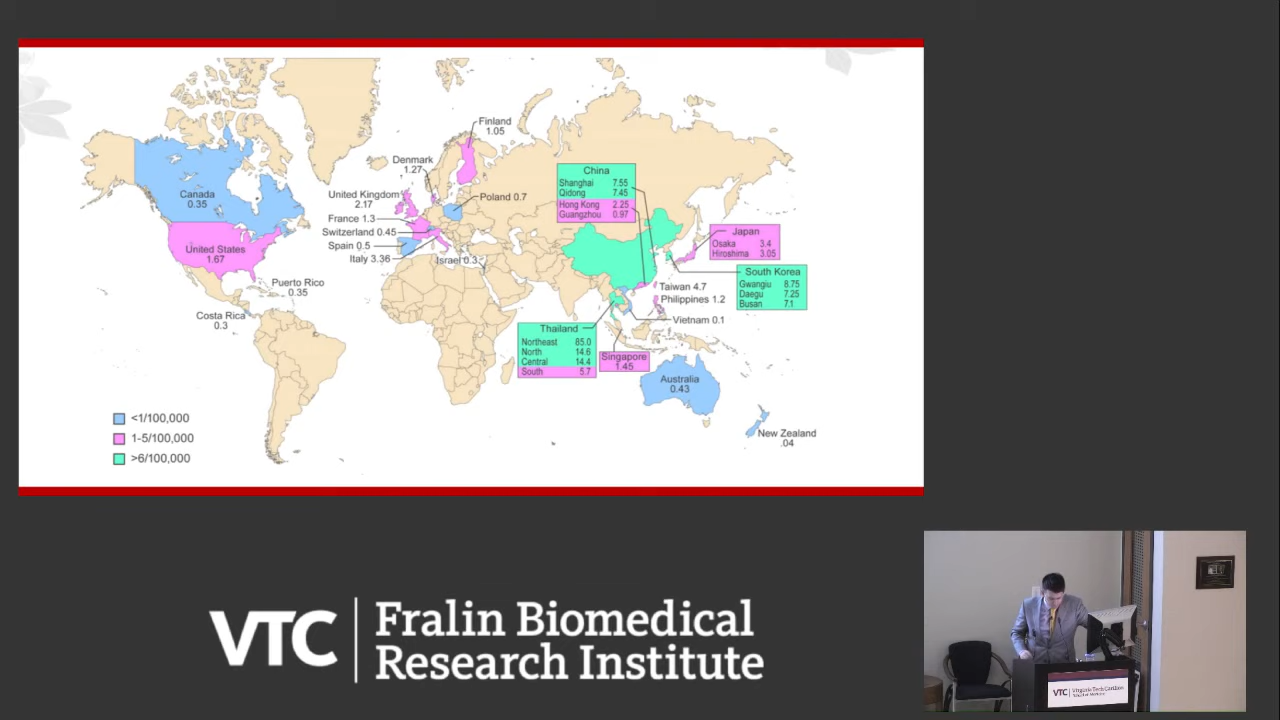 Finland
1.05
Denmark
1.27
United Kingdom
2.17
Poland 0.7
France 1.3
Switzerland 0.45
Spain 0.5
Italy 3.36
Israel 0.3
Canada
0.35
United States
1.67
Puerto Rico
0.35
Costa Rica
0.3
China
Shanghai 7.55
Qidong 7.45
Hong Kong 2.25
Guangzhou 0.97
Japan
Osaka 3.4
Hiroshima 3.05
South Korea
Gwangiu 8.75
Daegu 7.25
Busan 7.1
Taiwan 4.7
Philippines 1.2
Vietnam 0.1
Thailand
Northeast 85.0
North 14.6
Central 14.4
South 5.7
Singapore
1.45
Australia
0.43
New Zealand
.04
<1/100,000
1-5/100,000
>6/100,000
VTC
Fralin Biomedical
Research Institute
VTC
Virginia Tech Carilion